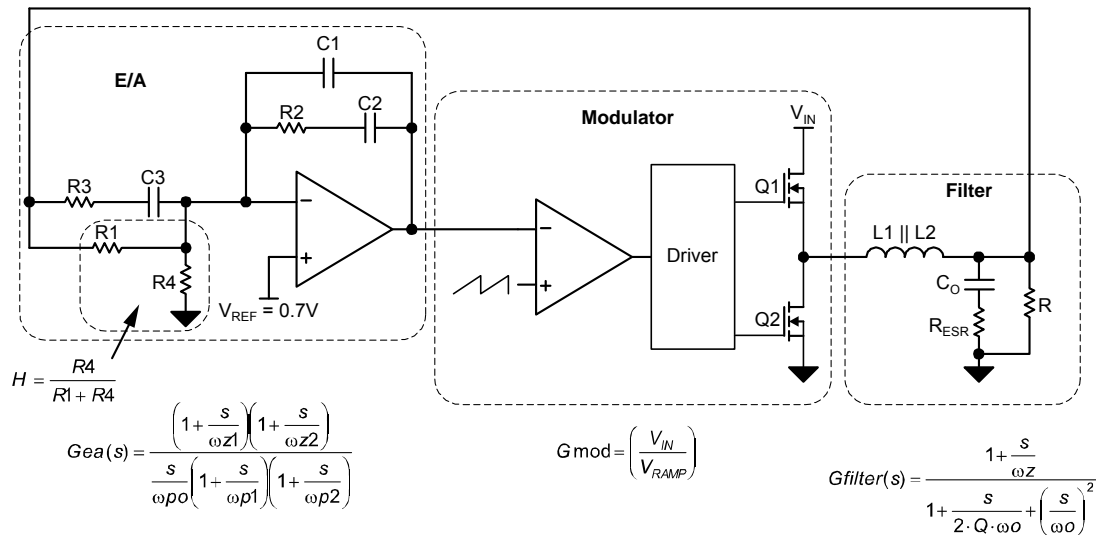 E/A
C1
R2
C2
R3
C3
R1
R4
V_REF = 0.7V
Modulator
V_IN
Q1
Driver
Q2
Filter
L1 || L2
C_O
R_ESR
R
H = R4 / (R1 + R4)
Gea(s) = (1 + s/ωz1)(1 + s/ωz2) / (s/ωpo (1 + s/ωp1)(1 + s/ωp2))
Gmod = (V_IN / V_RAMP)
Gfilter(s) = (1 + s/ωz) / (1 + s/(2·Q·ωo) + (s/ωo)^2)